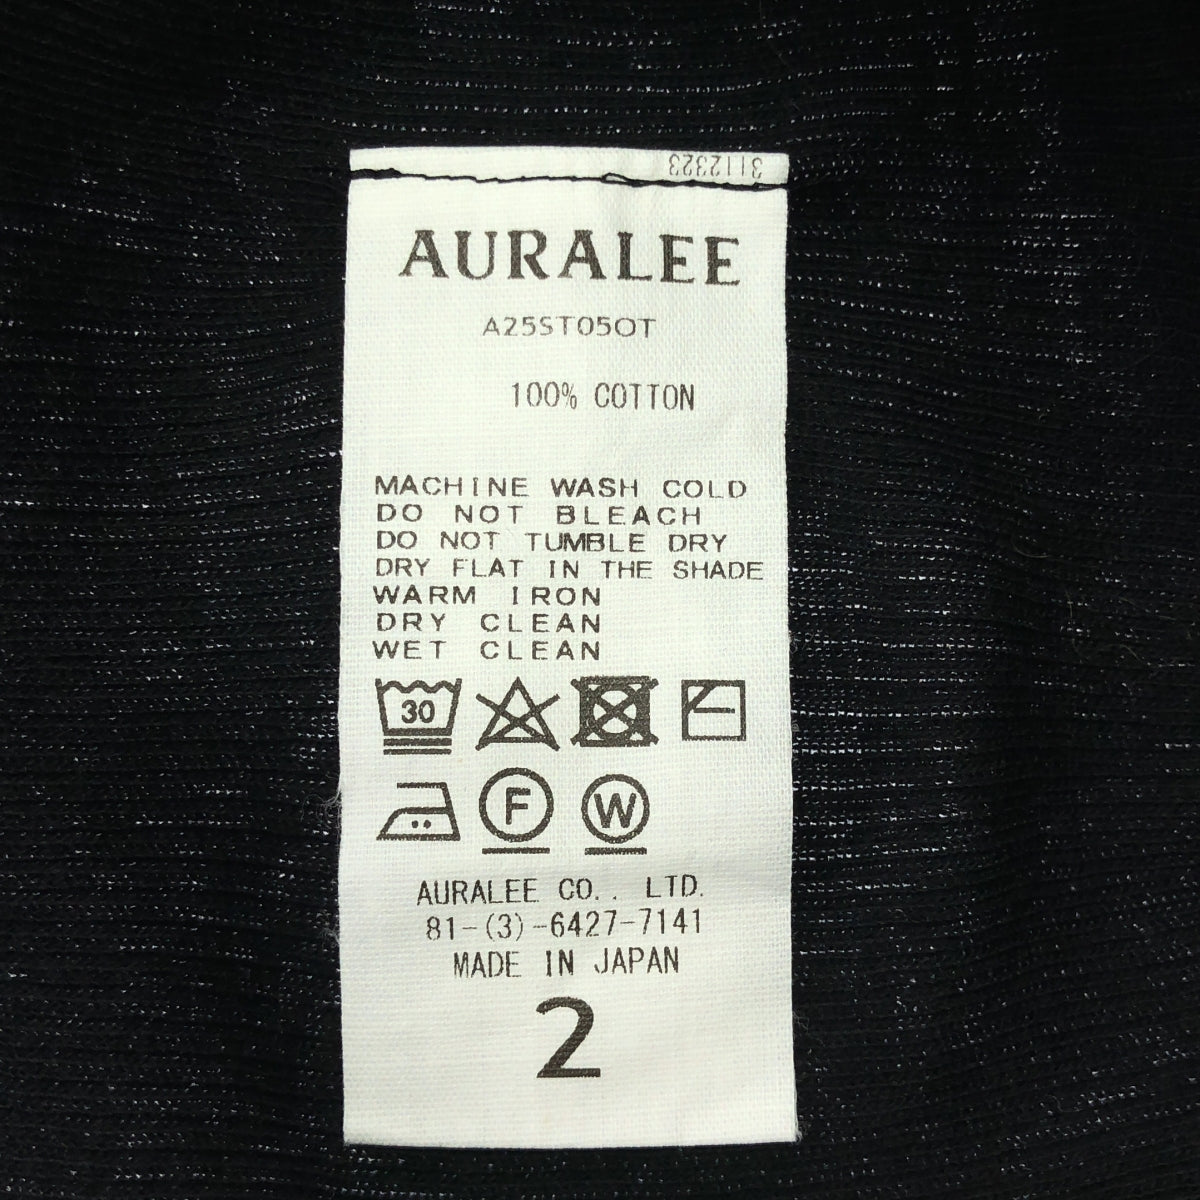 3112323
AURALEE
A25ST05OT
100% COTTON
MACHINE WASH COLD
DO NOT BLEACH
DO NOT TUMBLE DRY
DRY FLAT IN THE SHADE
WARM IRON
DRY CLEAN
WET CLEAN
30
F W
AURALEE CO., LTD.
81-(3)-6427-7141
MADE IN JAPAN
2